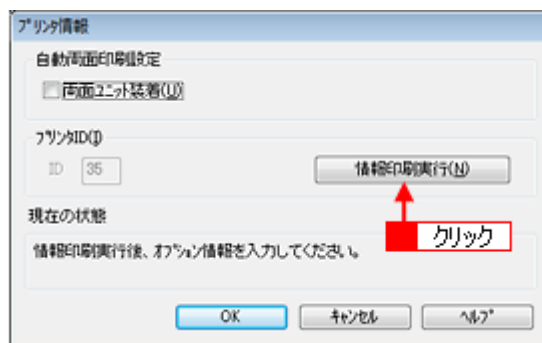 ﾌﾟﾘﾝﾀ情報
自動両面印刷設定
両面ﾕﾆｯﾄ装着(U)
ﾌﾟﾘﾝﾀID(J)
ID 35 情報印刷実行(N)
現在の状態
クリック
情報印刷実行後、ｵﾌﾟｼｮﾝ情報を入力してください。
OK ｷｬﾝｾﾙ ﾍﾙﾌﾟ